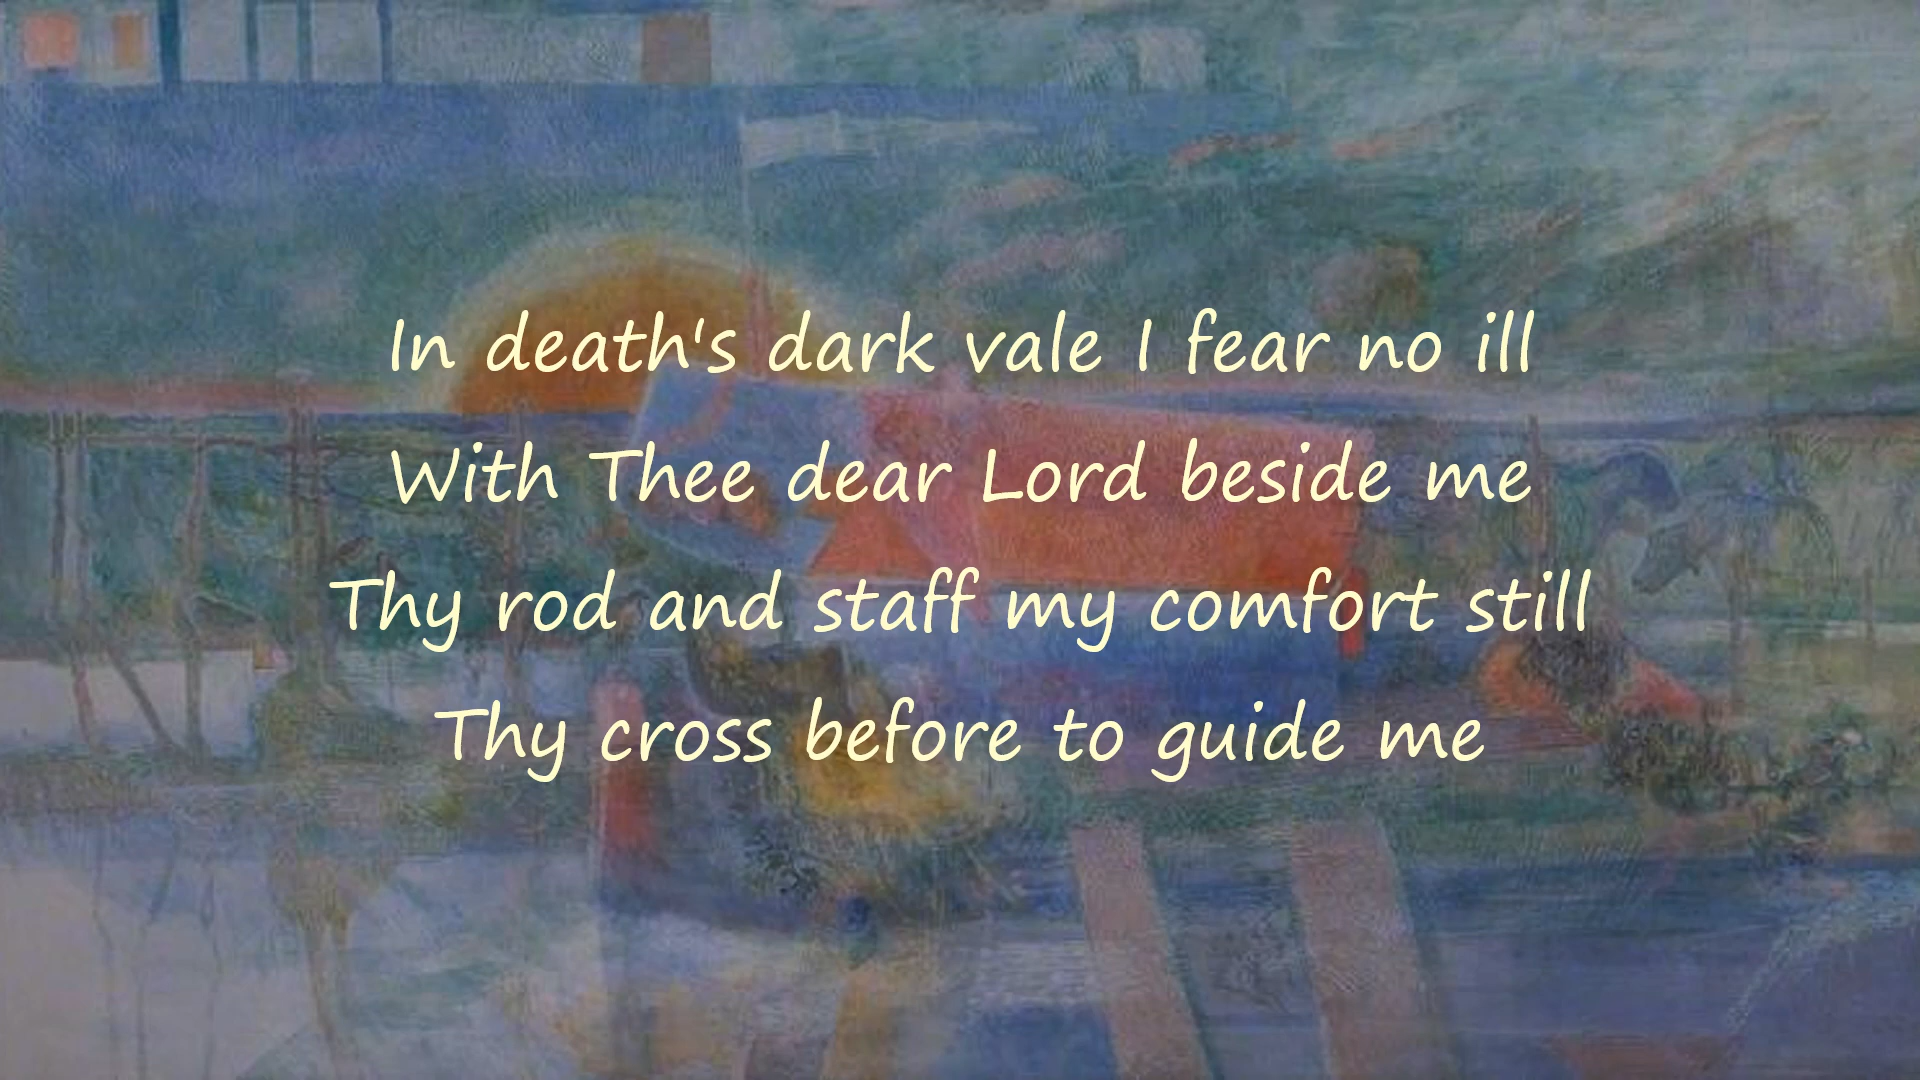 In death's dark vale I fear no ill
With Thee dear Lord beside me
Thy rod and staff my comfort still
Thy cross before to guide me